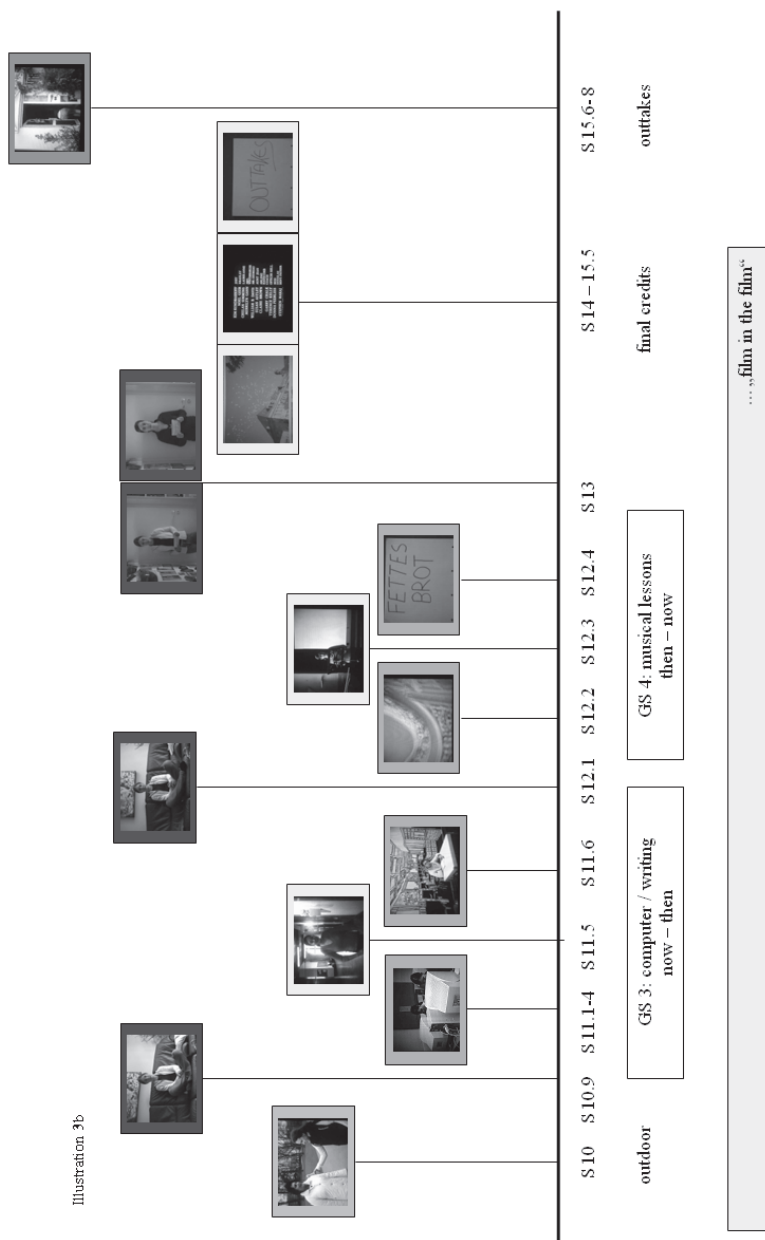 Illustration 3b
OUTTAKES
FETTES
BROT
S10
S10.9
S11.1-4
S11.5
S11.6
S12.1
S12.2
S12.3
S12.4
S13
S14 – 15.5
S15.6-8
outdoor
GS 3: computer / writing
now – then
GS 4: musical lessons
then – now
final credits
outtakes
… „film in the film“